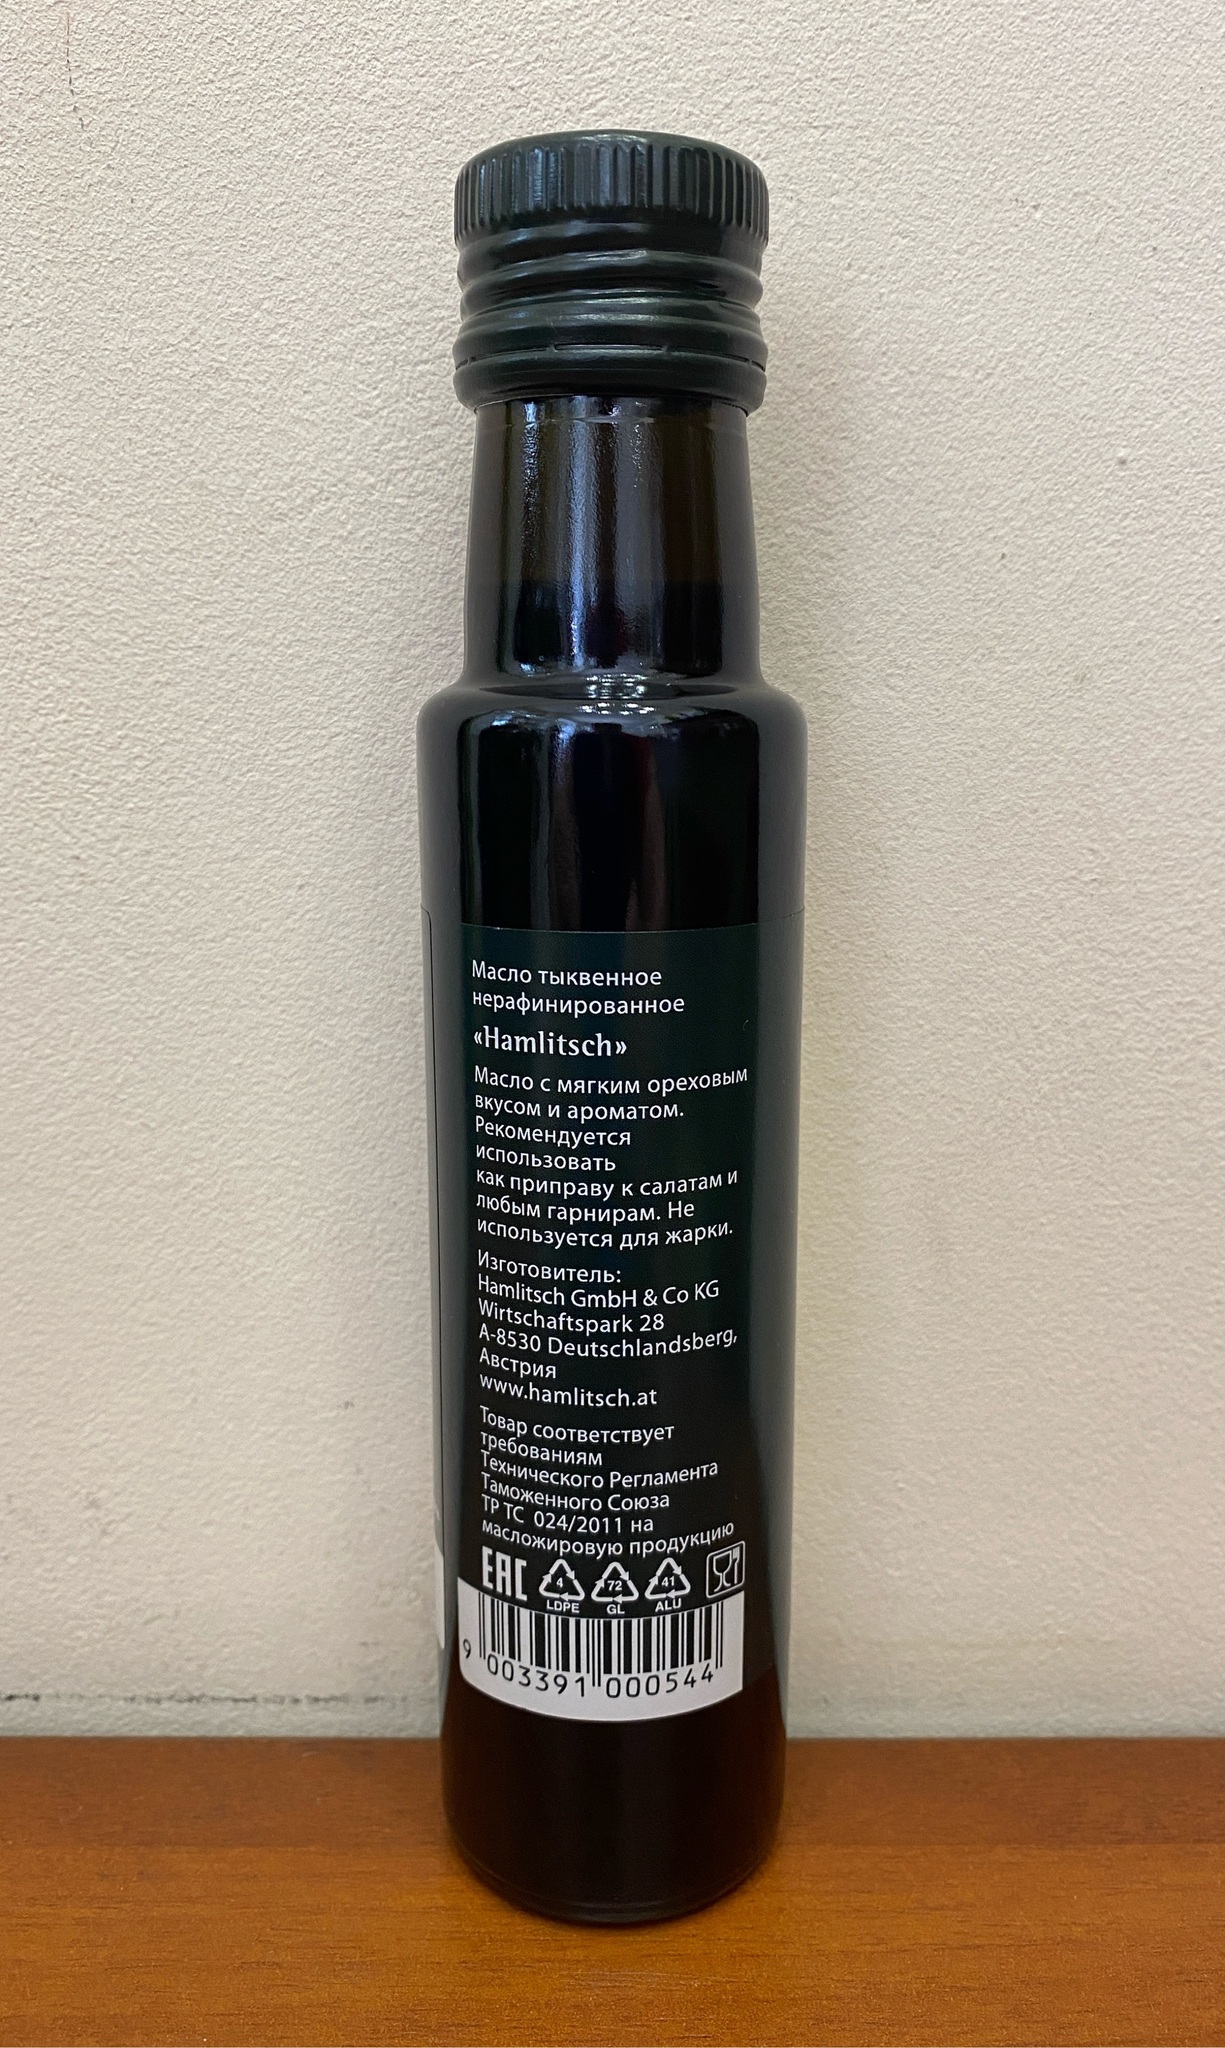 Масло тыквенное
нерафинированное
«Hamlitsch»
Масло с мягким ореховым
вкусом и ароматом.
Рекомендуется
использовать
как приправу к салатам и
любым гарнирам. Не
используется для жарки.
Изготовитель:
Hamlitsch GmbH & Co KG
Wirtschaftspark 28
A-8530 Deutschlandsberg,
Австрия
www.hamlitsch.at
Товар соответствует
требованиям
Технического Регламента
Таможенного Союза
ТР ТС 024/2011 на
масложировую продукцию
EAC 4 72 41
LDPE GL ALU
9 003391 000544